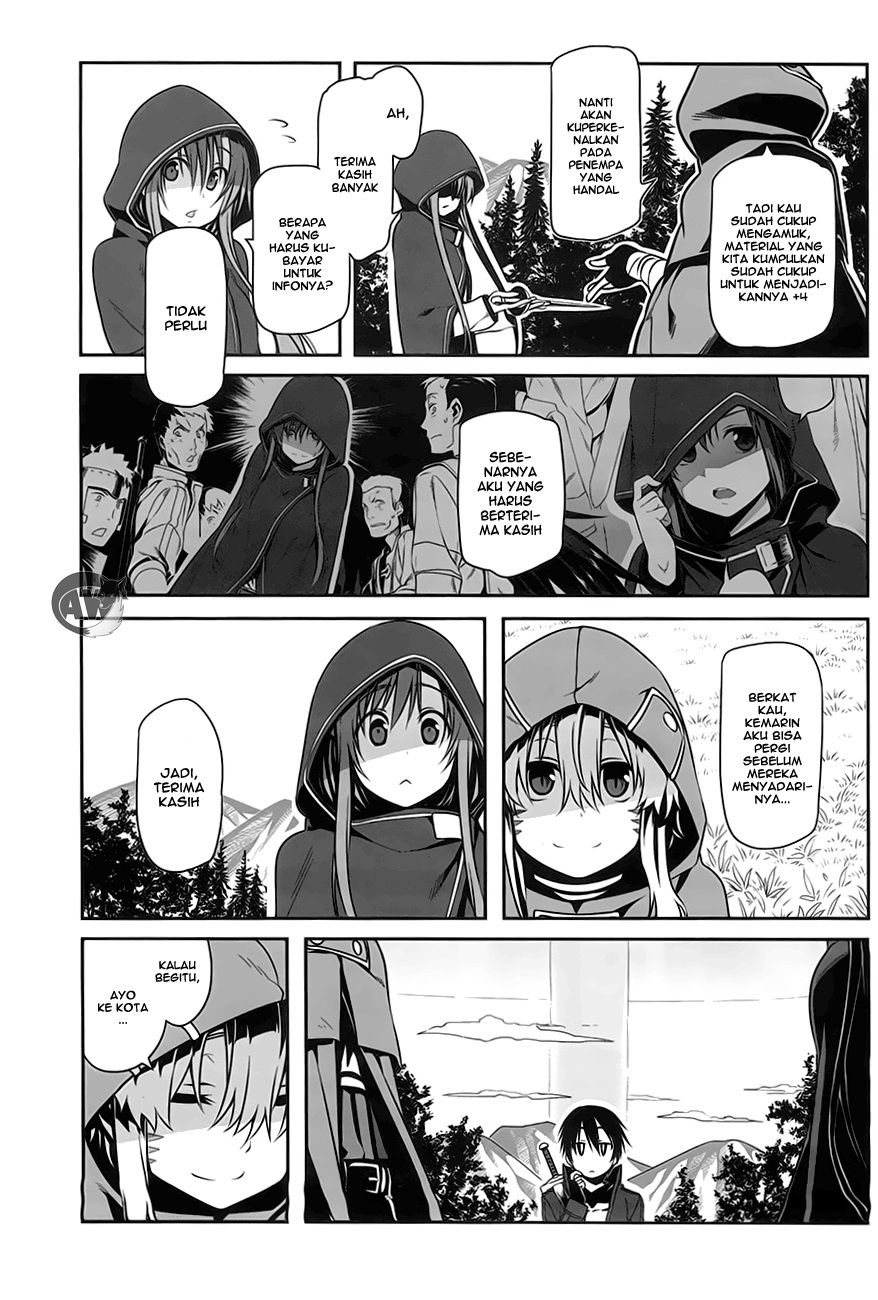 TADI KAU
SUDAH CUKUP
MENGAMUK,
MATERIAL YANG
KITA KUMPULKAN
SUDAH CUKUP
UNTUK MENJADI-
KANNYA +4
NANTI
AKAN
KUPERKE-
NALKAN
PADA
PENEMPA
YANG
HANDAL
AH,
TERIMA
KASIH
BANYAK
BERAPA
YANG
HARUS KU-
BAYAR
UNTUK
INFONYA?
TIDAK
PERLU
SEBE-
NARNYA
AKU YANG
HARUS
BERTERI-
MA KASIH
BERKAT
KAU,
KEMARIN
AKU BISA
PERGI
SEBELUM
MEREKA
MENYADARI-
NYA...
JADI,
TERIMA
KASIH
KALAU
BEGITU,
AYO
KE KOTA
...